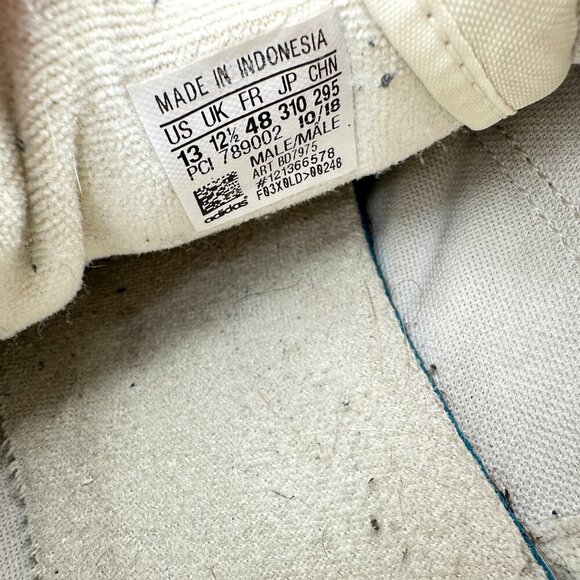 MADE IN INDONESIA
US UK FR JP CHN
13 12½ 48 310 295
PCI 789002 10/18
MALE/MÂLE
ART BD7975
#121366578
F03X0LD>00248
adidas